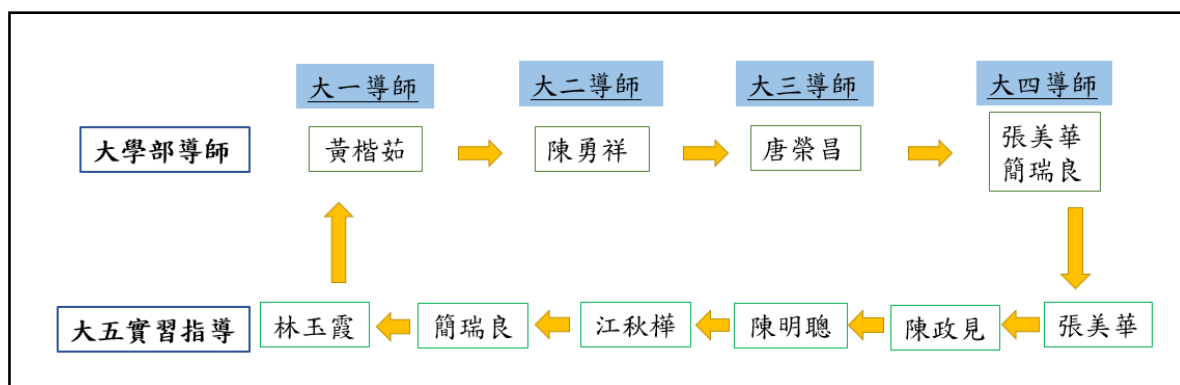 大一導師
大二導師
大三導師
大四導師
大學部導師
黃楷茹
陳勇祥
唐榮昌
張美華
簡瑞良
大五實習指導
林玉霞
簡瑞良
江秋樺
陳明聰
陳政見
張美華